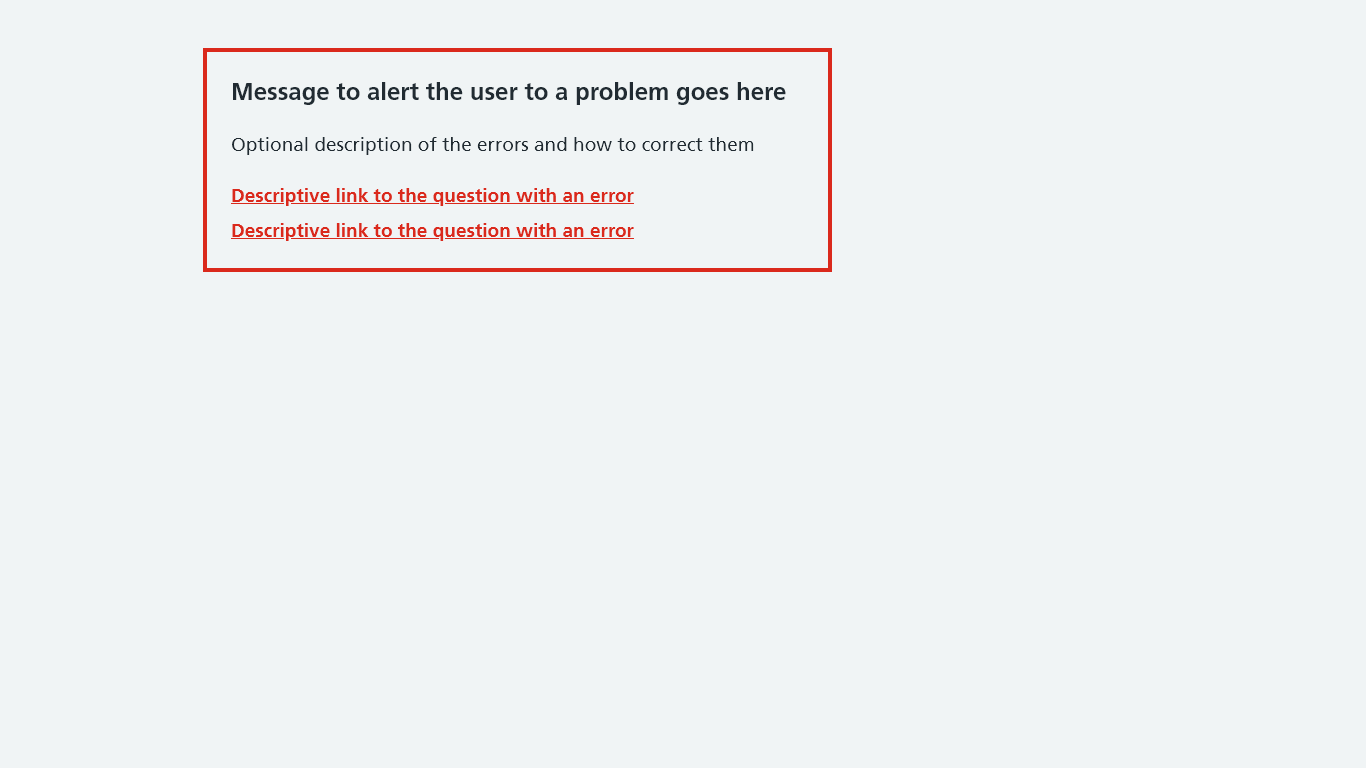 Message to alert the user to a problem goes here
Optional description of the errors and how to correct them
Descriptive link to the question with an error
Descriptive link to the question with an error